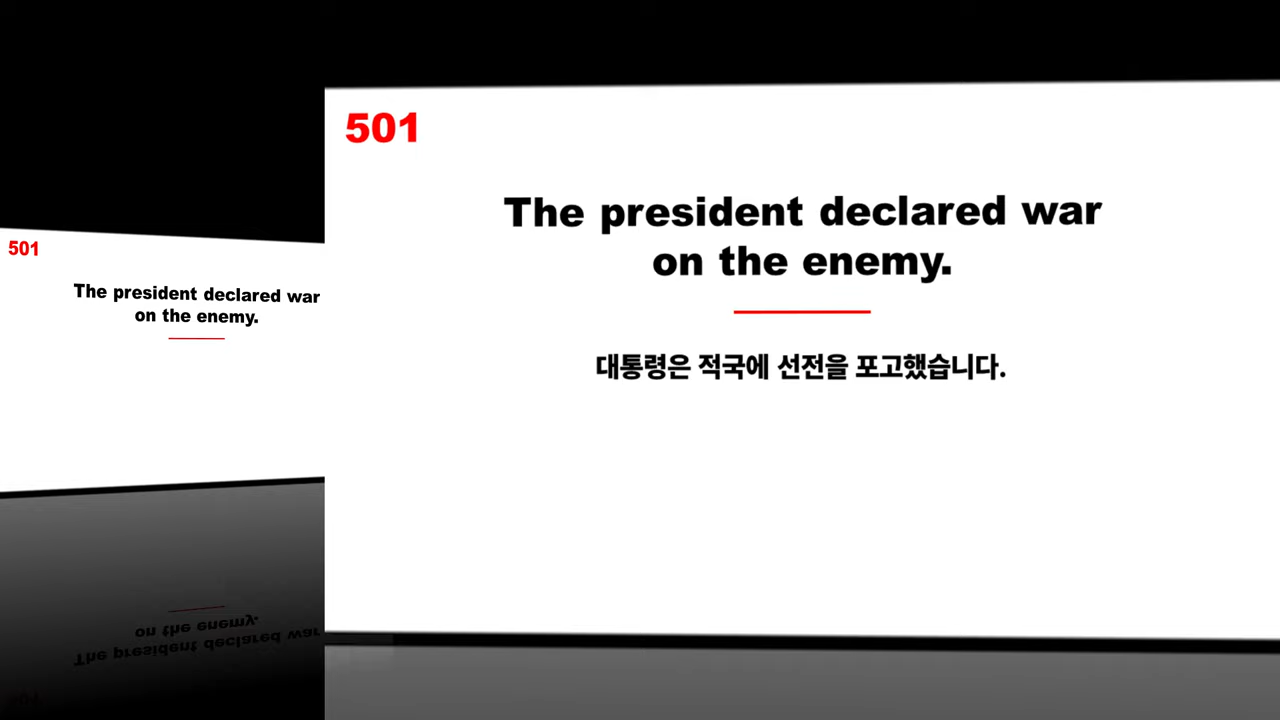 501
The president declared war
on the enemy.
501
The president declared war
on the enemy.
대통령은 적국에 선전을 포고했습니다.